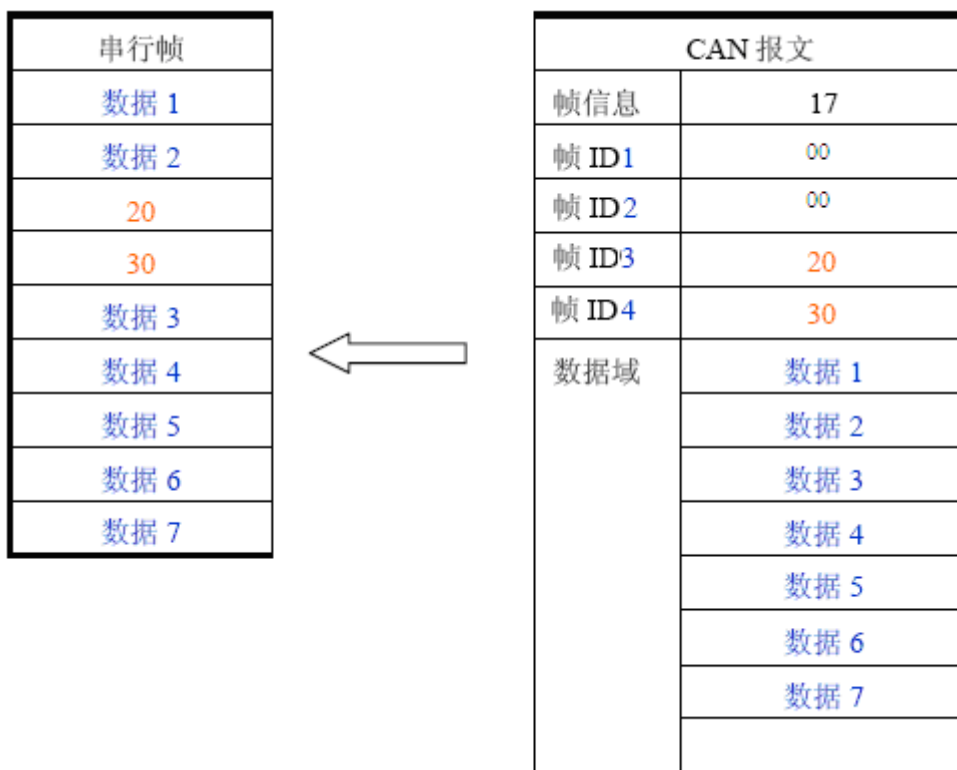 串行帧
数据 1
数据 2
20
30
数据 3
数据 4
数据 5
数据 6
数据 7
CAN 报文
帧信息 17
帧 ID1 00
帧 ID2 00
帧 ID3 20
帧 ID4 30
数据域 数据 1
数据 2
数据 3
数据 4
数据 5
数据 6
数据 7